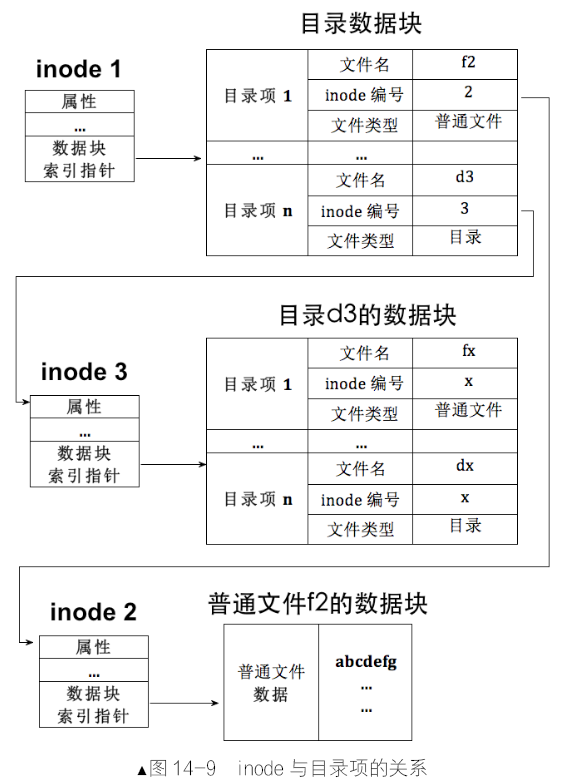 目录数据块
inode 1
属性
...
数据块
索引指针
目录项 1
文件名 f2
inode 编号 2
文件类型 普通文件
... ...
目录项 n
文件名 d3
inode 编号 3
文件类型 目录
目录d3的数据块
inode 3
属性
...
数据块
索引指针
目录项 1
文件名 fx
inode 编号 x
文件类型 普通文件
... ...
目录项 n
文件名 dx
inode 编号 x
文件类型 目录
普通文件f2的数据块
inode 2
属性
...
数据块
索引指针
普通文件
数据
abcdefg
...
...
▲图 14-9 inode 与目录项的关系